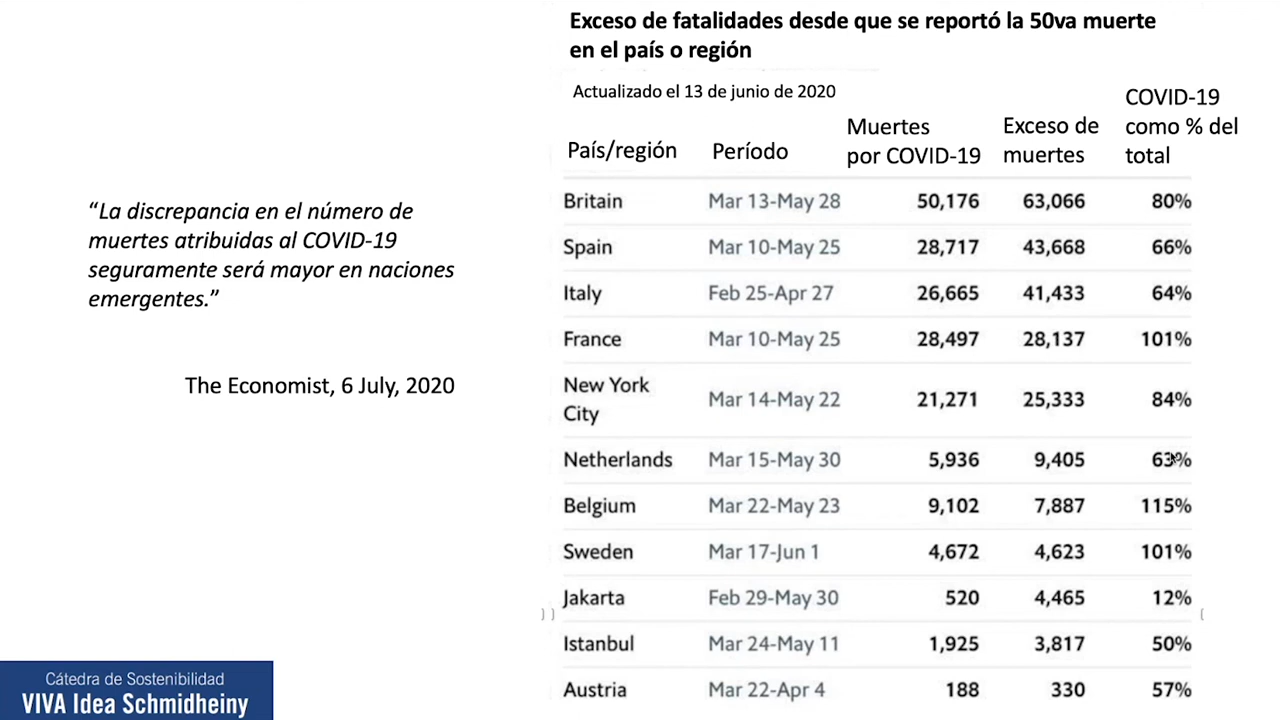 Exceso de fatalidades desde que se reportó la 50va muerte
en el país o región
Actualizado el 13 de junio de 2020
País/región Período Muertes por COVID-19 Exceso de muertes COVID-19 como % del total
Britain Mar 13-May 28 50,176 63,066 80%
Spain Mar 10-May 25 28,717 43,668 66%
Italy Feb 25-Apr 27 26,665 41,433 64%
France Mar 10-May 25 28,497 28,137 101%
New York City Mar 14-May 22 21,271 25,333 84%
Netherlands Mar 15-May 30 5,936 9,405 63%
Belgium Mar 22-May 23 9,102 7,887 115%
Sweden Mar 17-Jun 1 4,672 4,623 101%
Jakarta Feb 29-May 30 520 4,465 12%
Istanbul Mar 24-May 11 1,925 3,817 50%
Austria Mar 22-Apr 4 188 330 57%
“La discrepancia en el número de
muertes atribuidas al COVID-19
seguramente será mayor en naciones
emergentes.”
The Economist, 6 July, 2020
Cátedra de Sostenibilidad
VIVA Idea Schmidheiny